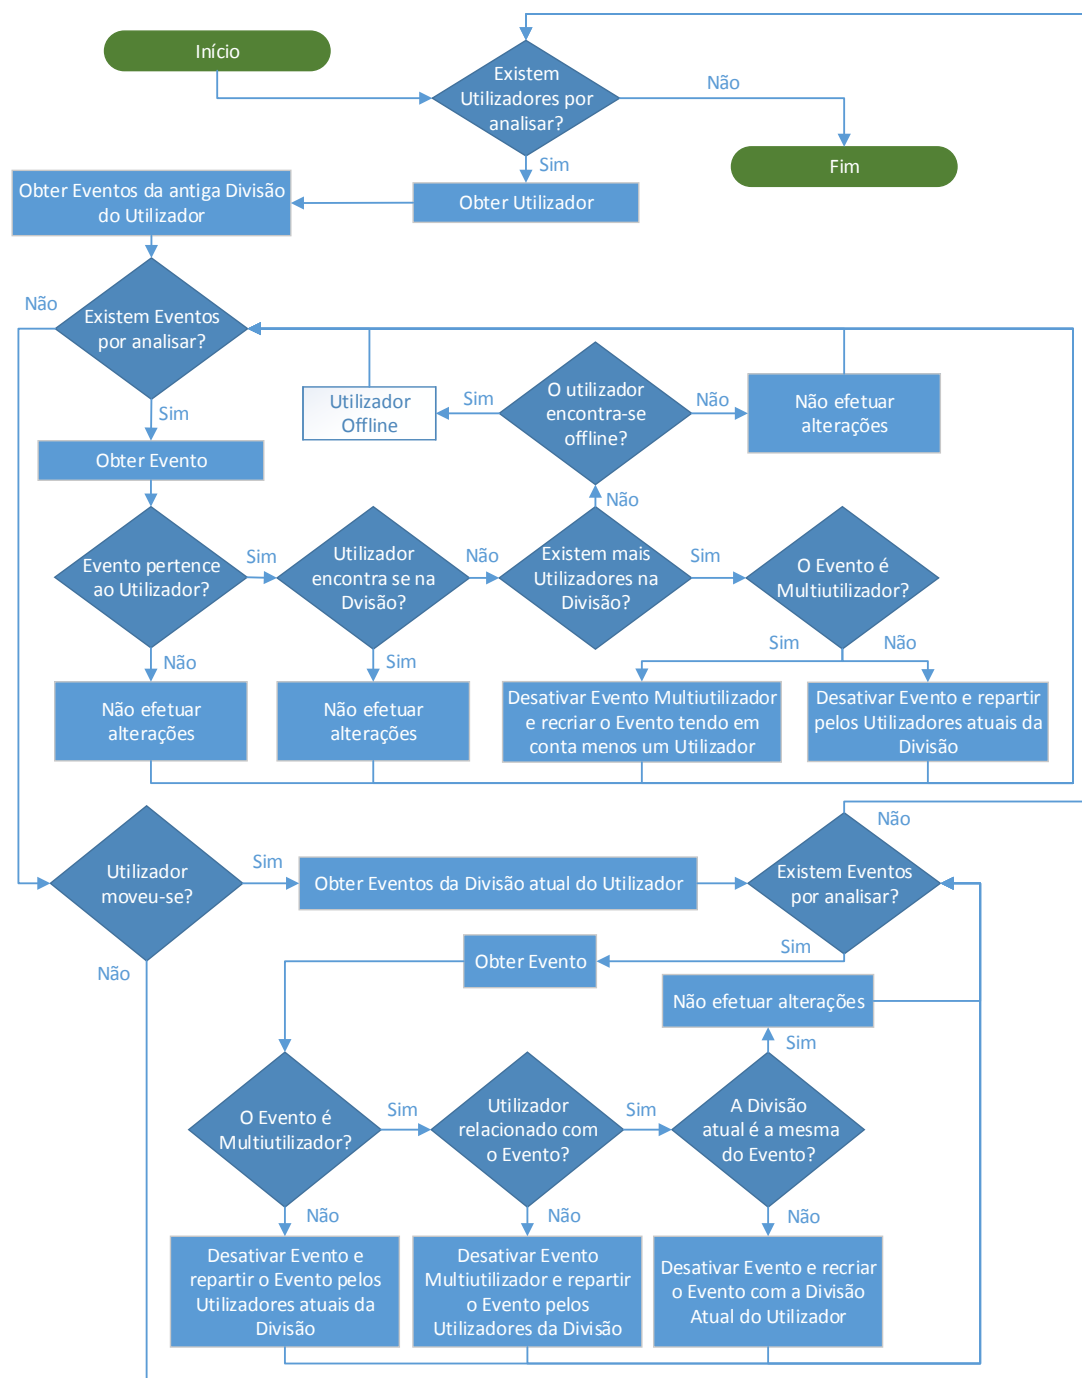 Início
Existem
Utilizadores por
analisar?
Não
Fim
Sim
Obter Utilizador
Obter Eventos da antiga Divisão
do Utilizador
Não
Existem Eventos
por analisar?
Sim
Obter Evento
Utilizador
Offline
Sim
O utilizador
encontra-se
offline?
Não
Não efetuar
alterações
Não
Evento pertence
ao Utilizador?
Sim
Utilizador
encontra se na
Dvisão?
Não
Existem mais
Utilizadores na
Divisão?
Sim
O Evento é
Multiutilizador?
Não
Sim
Sim
Não
Não efetuar
alterações
Não efetuar
alterações
Desativar Evento Multiutilizador
e recriar o Evento tendo em
conta menos um Utilizador
Desativar Evento e repartir
pelos Utilizadores atuais da
Divisão
Utilizador
moveu-se?
Sim
Obter Eventos da Divisão atual do Utilizador
Existem Eventos
por analisar?
Não
Não
Sim
Obter Evento
Não efetuar alterações
Sim
O Evento é
Multiutilizador?
Sim
Utilizador
relacionado com
o Evento?
Sim
A Divisão
atual é a mesma
do Evento?
Não
Não
Não
Desativar Evento e
repartir o Evento pelos
Utilizadores atuais da
Divisão
Desativar Evento
Multiutilizador e repartir
o Evento pelos
Utilizadores da Divisão
Desativar Evento e recriar
o Evento com a Divisão
Atual do Utilizador